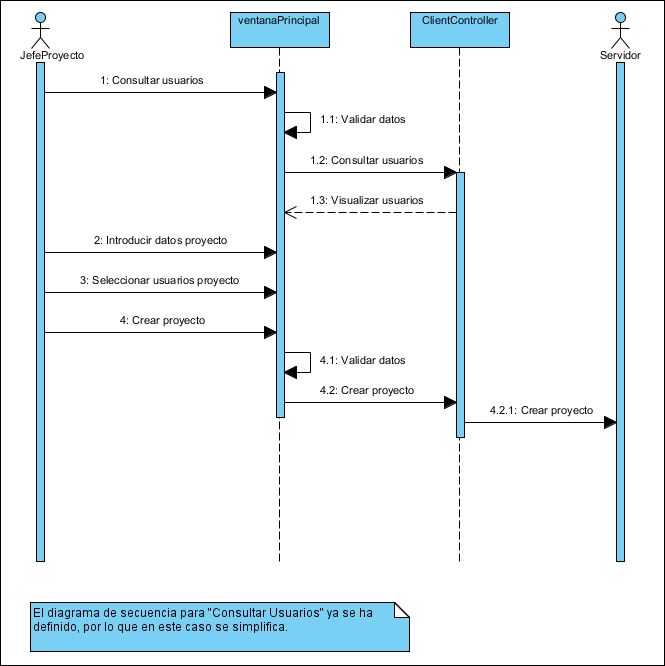 ventanaPrincipal
ClientController
JefeProyecto
Servidor
1: Consultar usuarios
1.1: Validar datos
1.2: Consultar usuarios
1.3: Visualizar usuarios
2: Introducir datos proyecto
3: Seleccionar usuarios proyecto
4: Crear proyecto
4.1: Validar datos
4.2: Crear proyecto
4.2.1: Crear proyecto
El diagrama de secuencia para "Consultar Usuarios" ya se ha
definido, por lo que en este caso se simplifica.